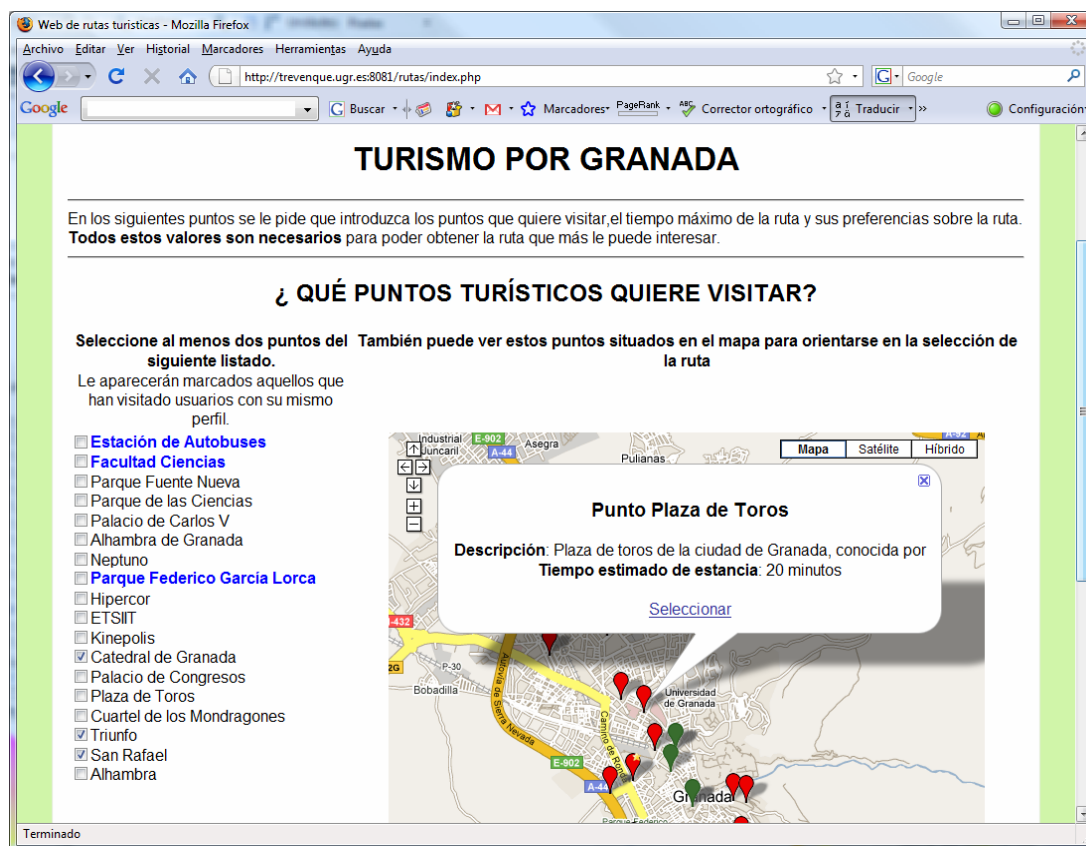 Web de rutas turisticas - Mozilla Firefox
Archivo Editar Ver Historial Marcadores Herramientas Ayuda
http://trevenque.ugr.es:8081/rutas/index.php
G Google
Google
G Buscar Marcadores PageRank ABC Corrector ortográfico Traducir » Configuración
TURISMO POR GRANADA
En los siguientes puntos se le pide que introduzca los puntos que quiere visitar,el tiempo máximo de la ruta y sus preferencias sobre la ruta.
Todos estos valores son necesarios para poder obtener la ruta que más le puede interesar.
¿ QUÉ PUNTOS TURÍSTICOS QUIERE VISITAR?
Seleccione al menos dos puntos del
siguiente listado.
Le aparecerán marcados aquellos que
han visitado usuarios con su mismo
perfil.
Estación de Autobuses
Facultad Ciencias
Parque Fuente Nueva
Parque de las Ciencias
Palacio de Carlos V
Alhambra de Granada
Neptuno
Parque Federico García Lorca
Hipercor
ETSIIT
Kinepolis
Catedral de Granada
Palacio de Congresos
Plaza de Toros
Cuartel de los Mondragones
Triunfo
San Rafael
Alhambra
También puede ver estos puntos situados en el mapa para orientarse en la selección de
la ruta
Industrial E-902 Asegra
Juncaril A-44
Pulianas
Mapa Satélite Híbrido
Punto Plaza de Toros
Descripción: Plaza de toros de la ciudad de Granada, conocida por
Tiempo estimado de estancia: 20 minutos
Seleccionar
-432
2G
P-30
Bobadilla
Autovía de Sierra Nevada
Camino de Ronda
Universidad
de Granada
E-902
A-44
Granada
Parque Federico
Terminado